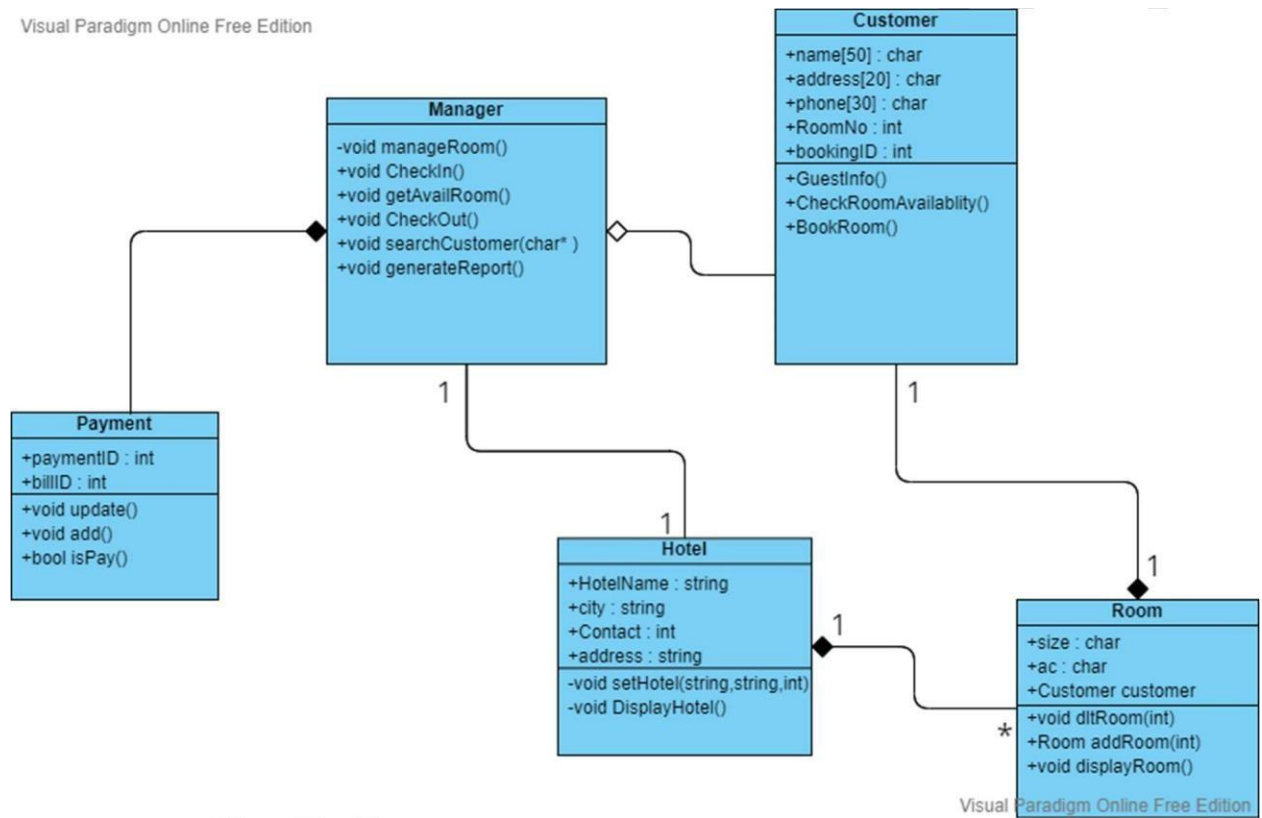 Visual Paradigm Online Free Edition
Customer
+name[50] : char
+address[20] : char
+phone[30] : char
+RoomNo : int
+bookingID : int
+GuestInfo()
+CheckRoomAvailablity()
+BookRoom()
Manager
-void manageRoom()
+void CheckIn()
+void getAvailRoom()
+void CheckOut()
+void searchCustomer(char* )
+void generateReport()
1
1
Payment
+paymentID : int
+billID : int
+void update()
+void add()
+bool isPay()
1
Hotel
+HotelName : string
+city : string
+Contact : int
+address : string
-void setHotel(string,string,int)
-void DisplayHotel()
1
*
1
Room
+size : char
+ac : char
+Customer customer
+void dltRoom(int)
+Room addRoom(int)
+void displayRoom()
Visual Paradigm Online Free Edition